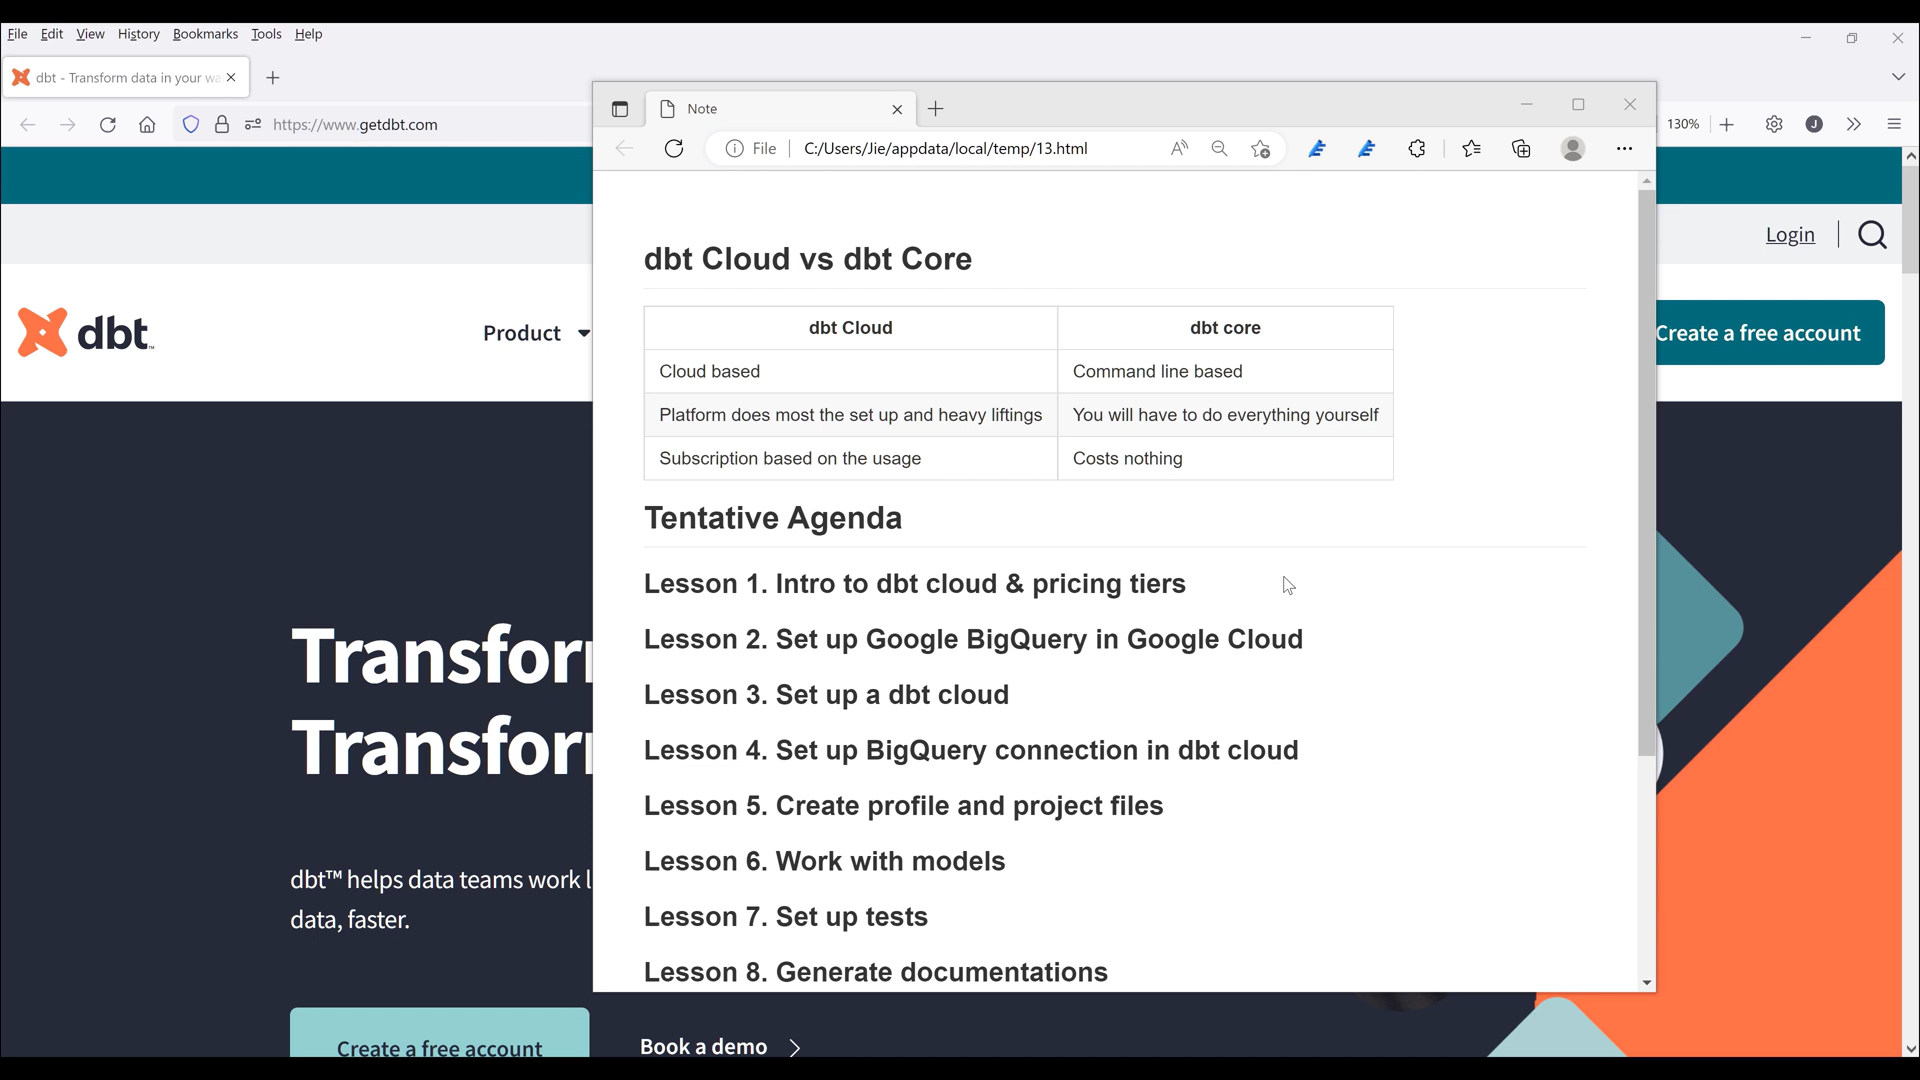 File Edit View History Bookmarks Tools Help
dbt - Transform data in your wa
https://www.getdbt.com
130%
J
Note
File C:/Users/Jie/appdata/local/temp/13.html
Login
dbt
Product
Create a free account
dbt Cloud vs dbt Core
dbt Cloud dbt core
Cloud based Command line based
Platform does most the set up and heavy liftings You will have to do everything yourself
Subscription based on the usage Costs nothing
Tentative Agenda
Lesson 1. Intro to dbt cloud & pricing tiers
Lesson 2. Set up Google BigQuery in Google Cloud
Lesson 3. Set up a dbt cloud
Lesson 4. Set up BigQuery connection in dbt cloud
Lesson 5. Create profile and project files
Lesson 6. Work with models
Lesson 7. Set up tests
Lesson 8. Generate documentations
Transfor
Transfor
dbt™ helps data teams work l
data, faster.
Create a free account
Book a demo